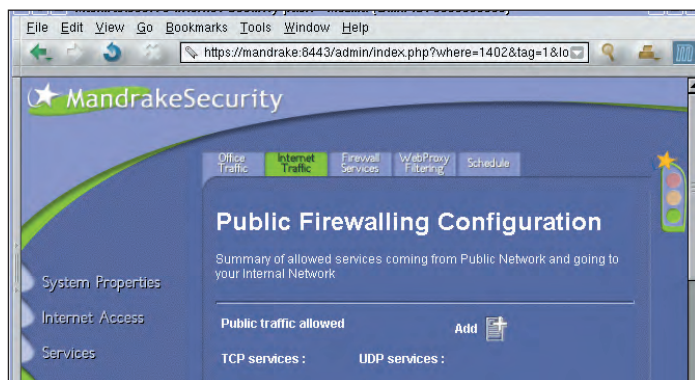 File Edit View Go Bookmarks Tools Window Help
https://mandrake:8443/admin/index.php?where=1402&tag=1&lo
MandrakeSecurity
Office Traffic
Internet Traffic
Firewall Services
WebProxy Filtering
Schedule
Public Firewalling Configuration
Summary of allowed services coming from Public Network and going to
your Internal Network
System Properties
Internet Access
Public traffic allowed
Add
Services
TCP services :
UDP services :